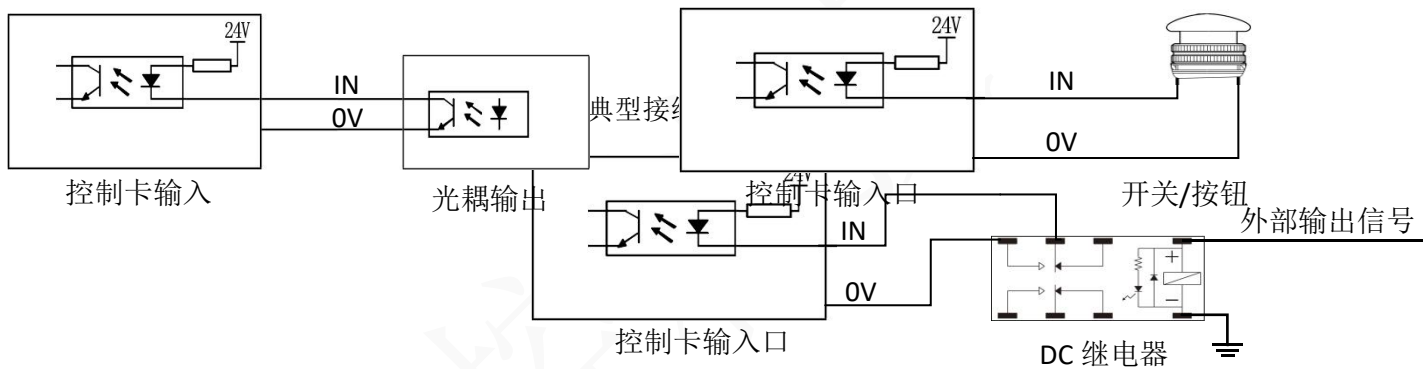 24V
IN
0V
控制卡输入
光耦输出
典型接
24V
IN
0V
控制卡输入口
开关/按钮
IN
0V
控制卡输入口
外部输出信号
+
—
DC 继电器